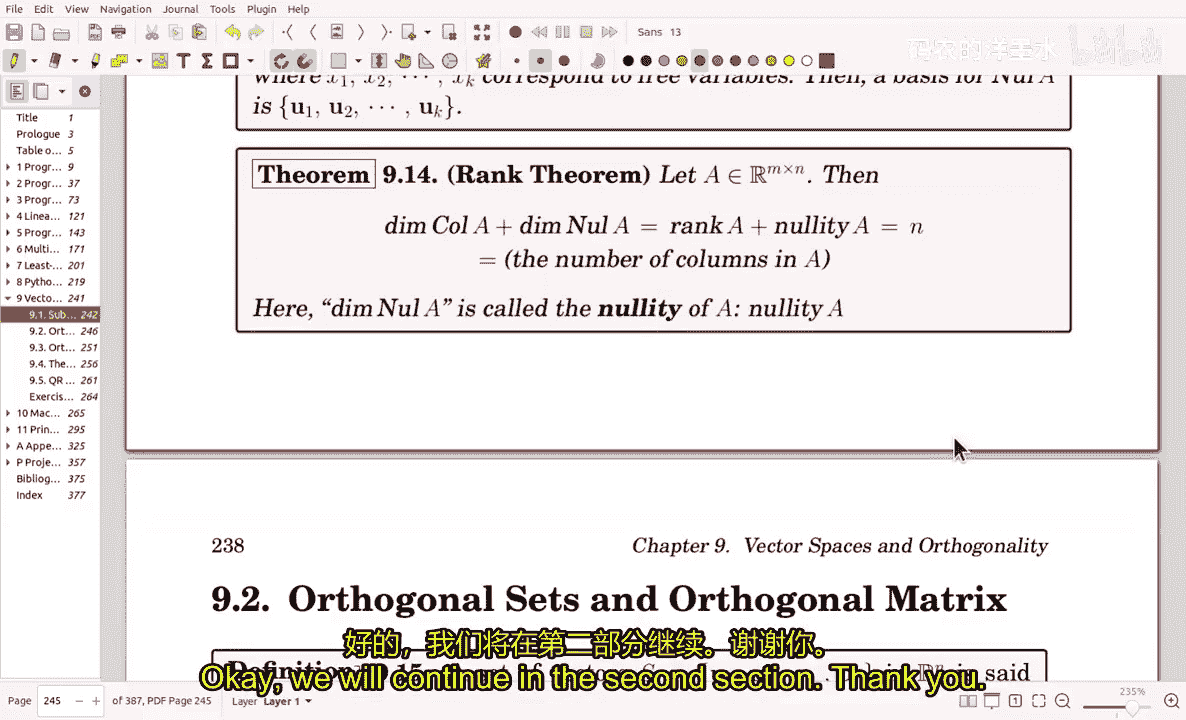 File Edit View Navigation Journal Tools Plugin Help
Sans 13
Title 1
Prologue 3
Table o... 5
1 Progr... 9
2 Progr... 37
3 Progr... 73
4 Linea... 121
5 Progr... 143
6 Multi... 171
7 Least-... 201
8 Pytho... 219
9 Vecto... 241
9.1. Sub... 242
9.2. Ort... 246
9.3. Ort... 251
9.4. The... 256
9.5. QR ... 261
Exercis... 264
10 Mac... 265
11 Prin... 295
A Appe... 325
P Proje... 357
Bibliog... 375
Index 377
where x₁, x₂, ⋯, xₖ correspond to free variables. Then, a basis for Nul A
is {u₁, u₂, ⋯, uₖ}.
Theorem 9.14. (Rank Theorem) Let A ∈ ℝᵐˣⁿ. Then
dim Col A + dim Nul A = rank A + nullity A = n
= (the number of columns in A)
Here, “dim Nul A” is called the nullity of A: nullity A
238 Chapter 9. Vector Spaces and Orthogonality
9.2. Orthogonal Sets and Orthogonal Matrix
is said
好的，我们将在第二部分继续。谢谢你。
Okay, we will continue in the second section. Thank you.
Page 245 of 387, PDF Page 245 Layer Layer 1 235%